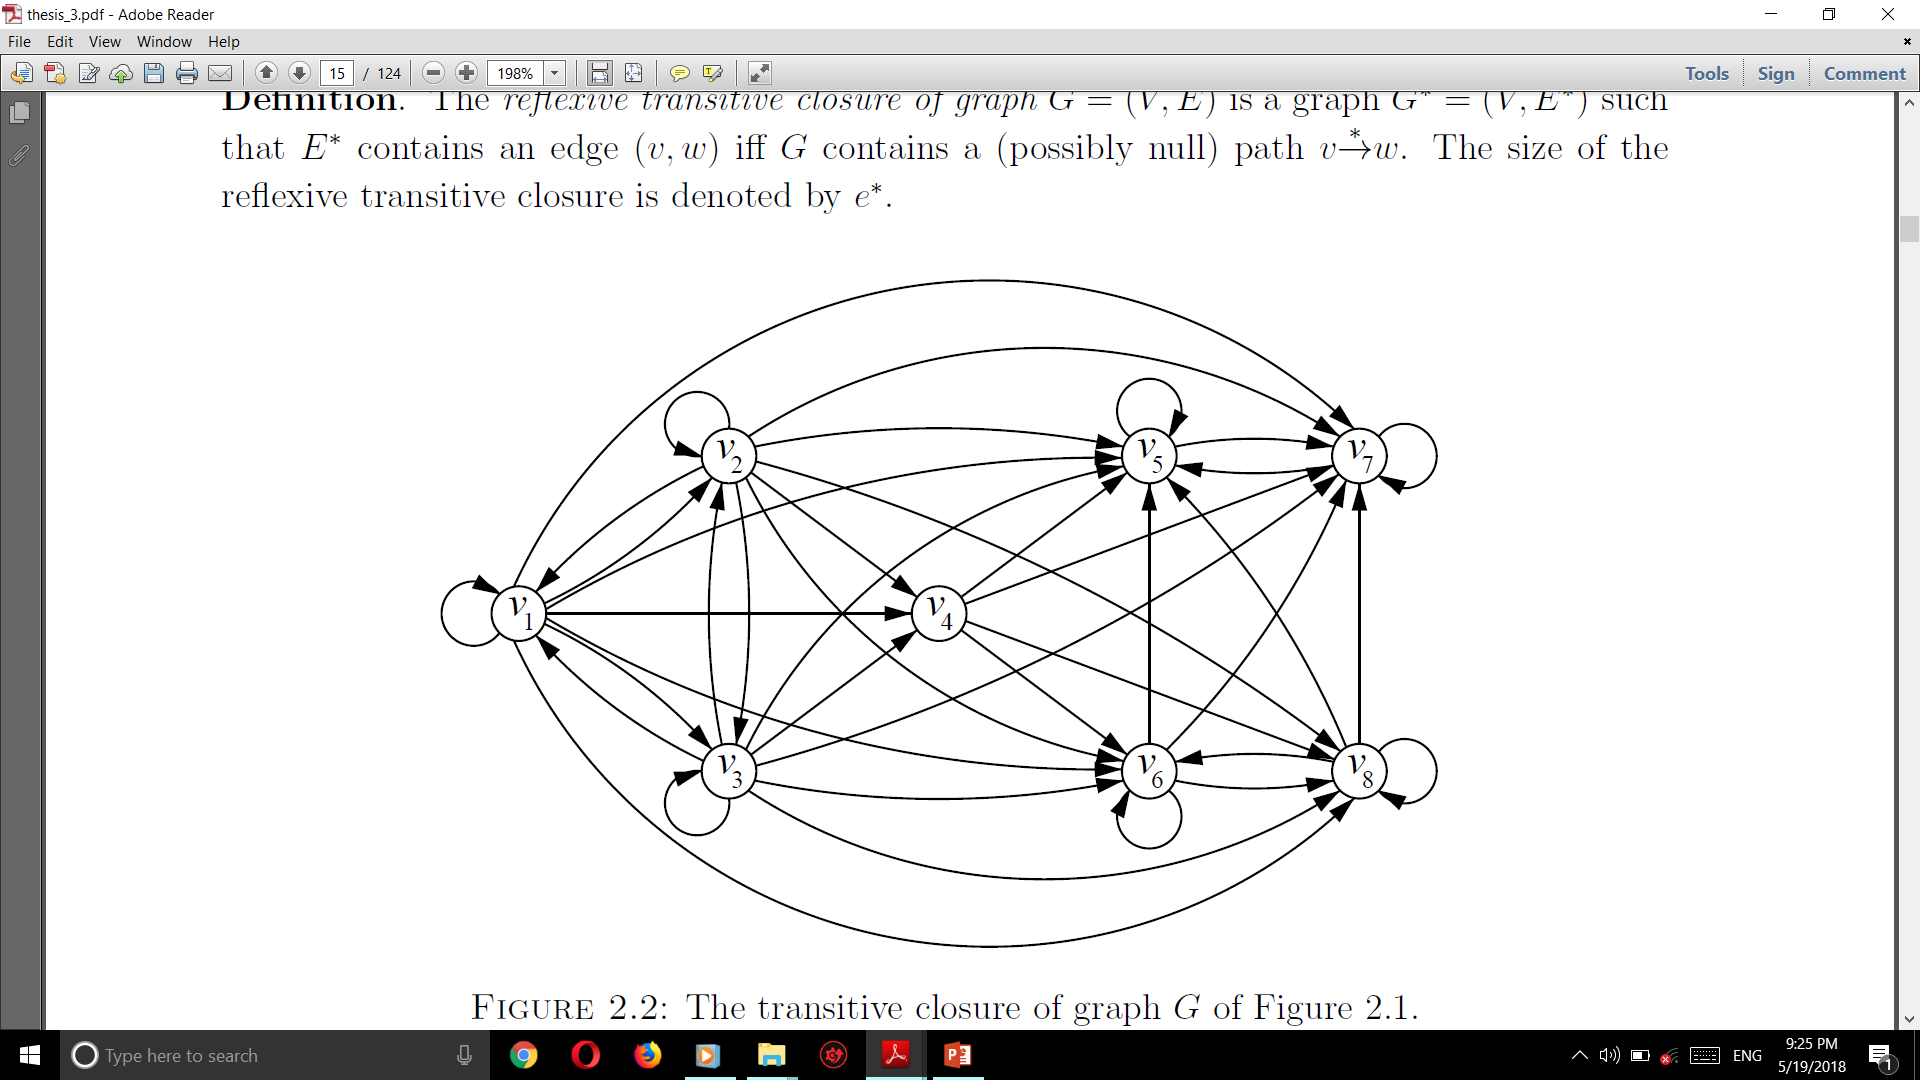 thesis_3.pdf - Adobe Reader
File Edit View Window Help
15 / 124 198% Tools Sign Comment
Definition. The reflexive transitive closure of graph G = (V, E) is a graph G* = (V, E*) such
that E* contains an edge (v, w) iff G contains a (possibly null) path v→*w. The size of the
reflexive transitive closure is denoted by e*.
v2 v5 v7
v1 v4
v3 v6 v8
FIGURE 2.2: The transitive closure of graph G of Figure 2.1.
Type here to search
ENG
9:25 PM
5/19/2018
1